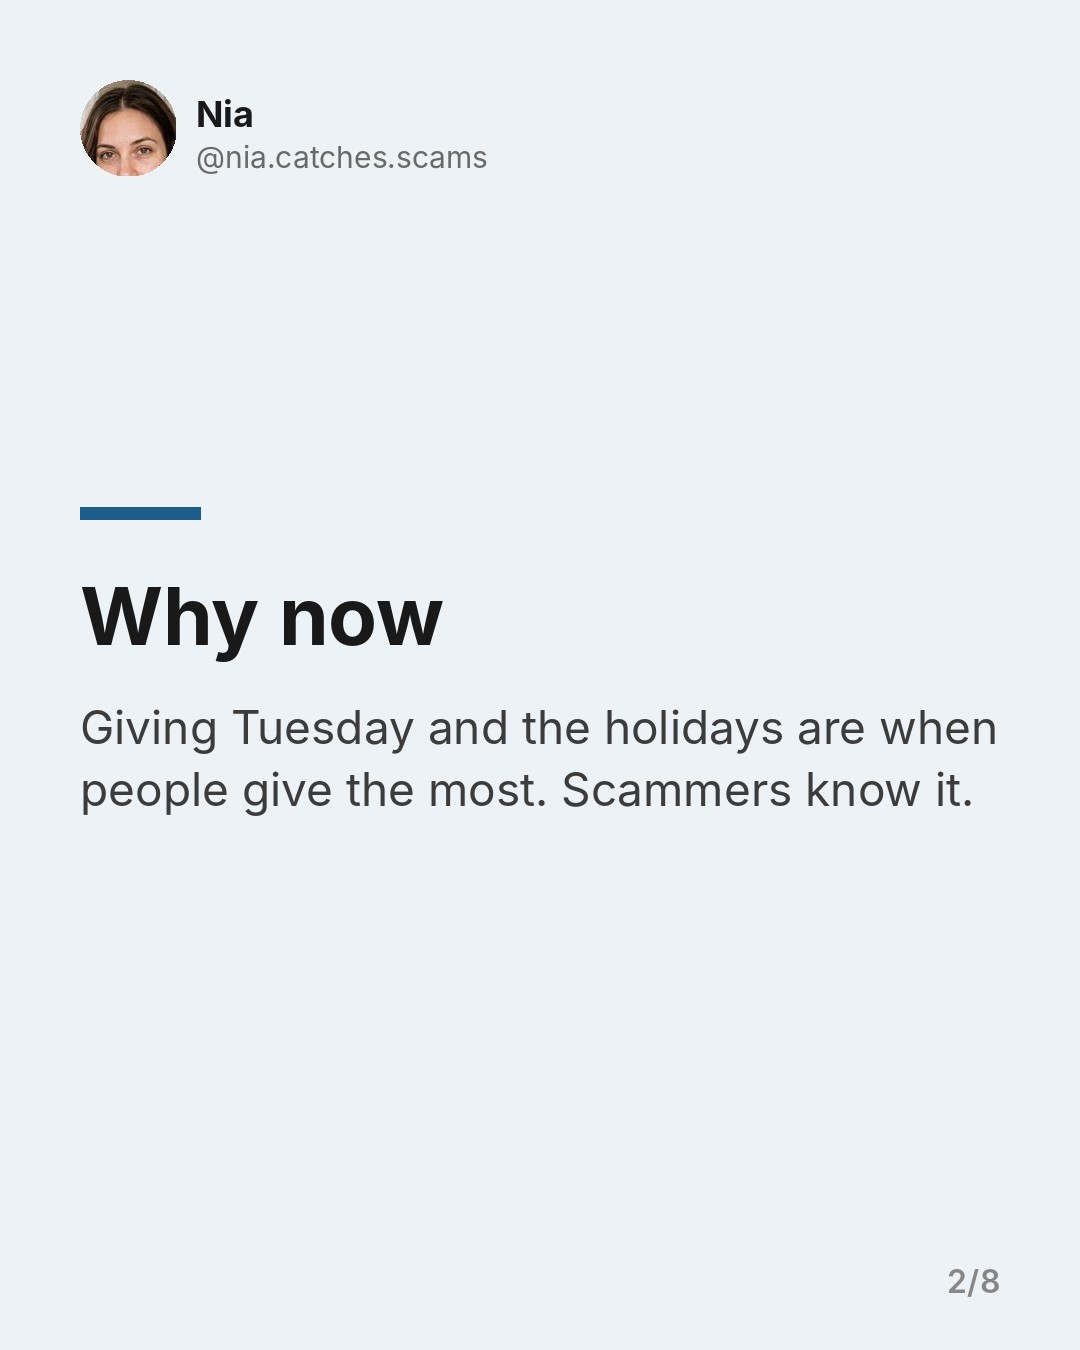 Nia
@nia.catches.scams
Why now
Giving Tuesday and the holidays are when
people give the most. Scammers know it.
2/8